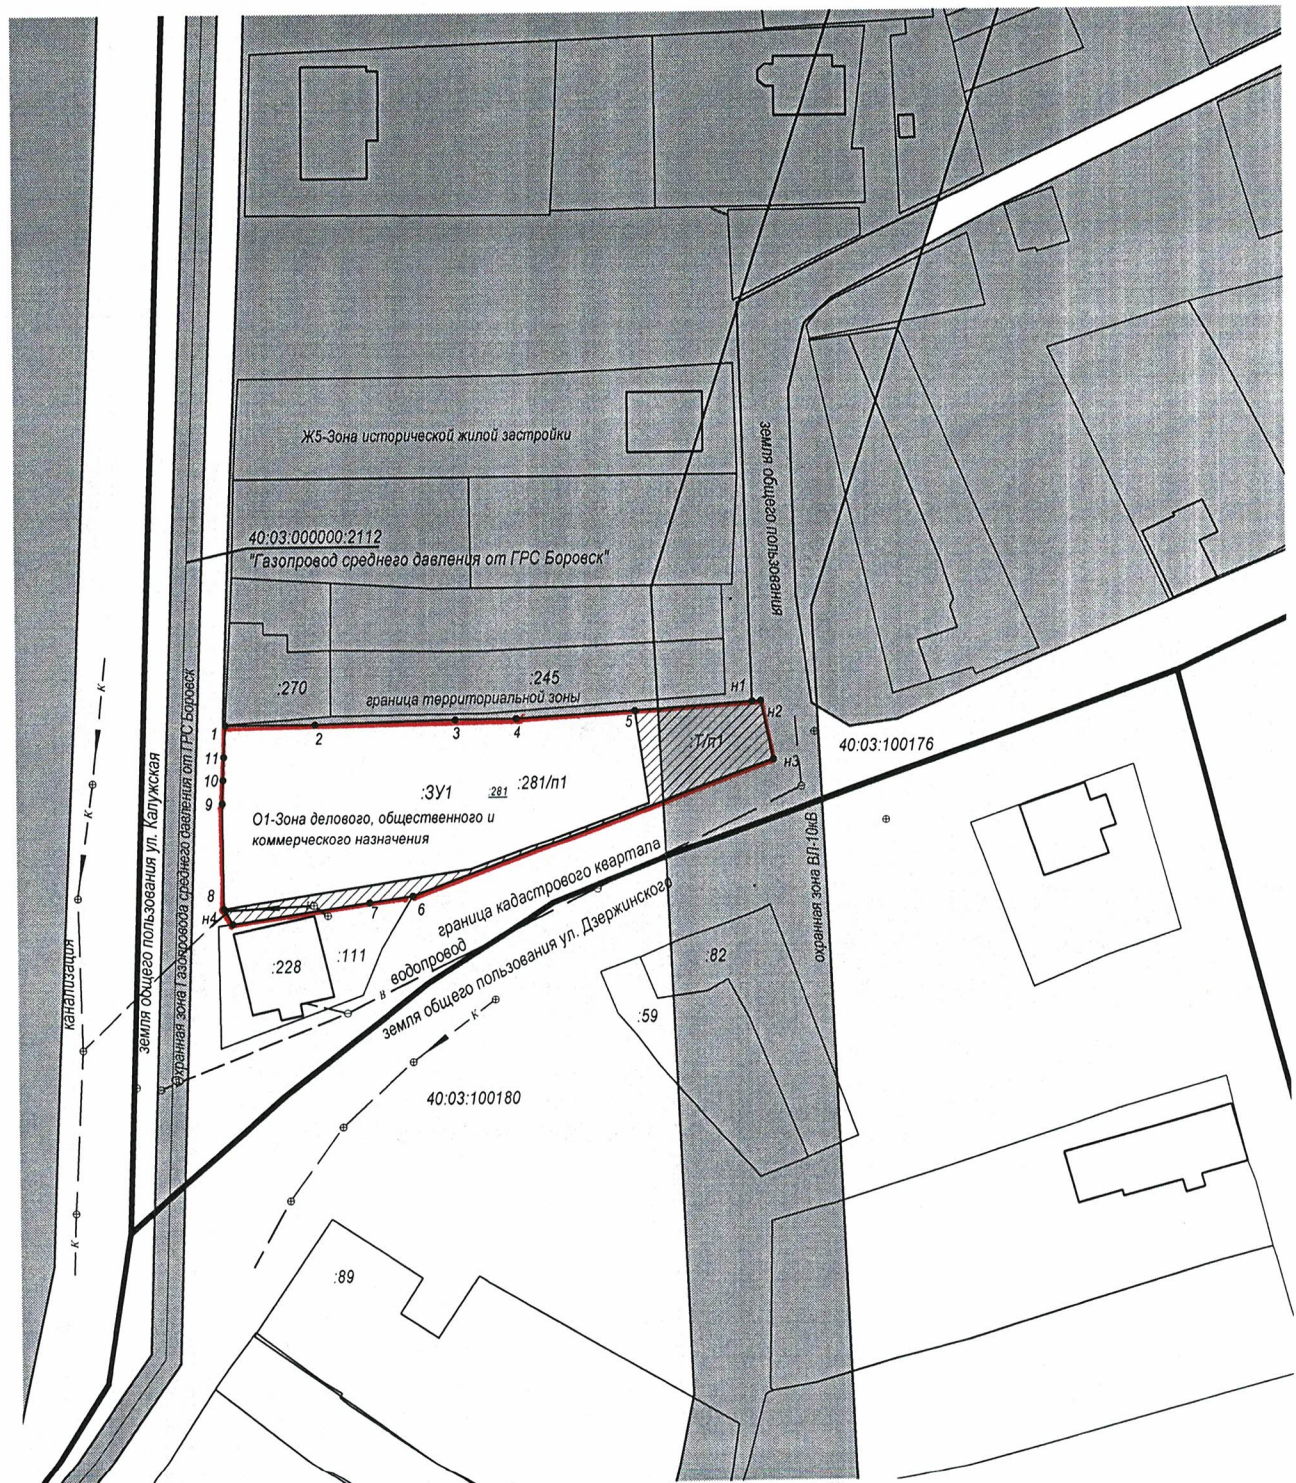 Ж5-Зона исторической жилой застройки
земля общего пользования
40:03:000000:2112
"Газопровод среднего давления от ГРС Боровск"
:270
:245
граница территориальной зоны
н1
н2
н3
1
2
3
4
5
:Т/п1
11
10
9
:ЗУ1
:281
:281/п1
О1-Зона делового, общественного и
коммерческого назначения
40:03:100176
8
н4
7
6
:228
:111
водопровод
в
граница кадастрового квартала
земля общего пользования ул. Дзержинского
охранная зона ВЛ-10кВ
:82
:59
канализация
земля общего пользования ул. Калужская
охранная зона Газопровода среднего давления от ГРС Боровск
к
к
к
к
40:03:100180
:89